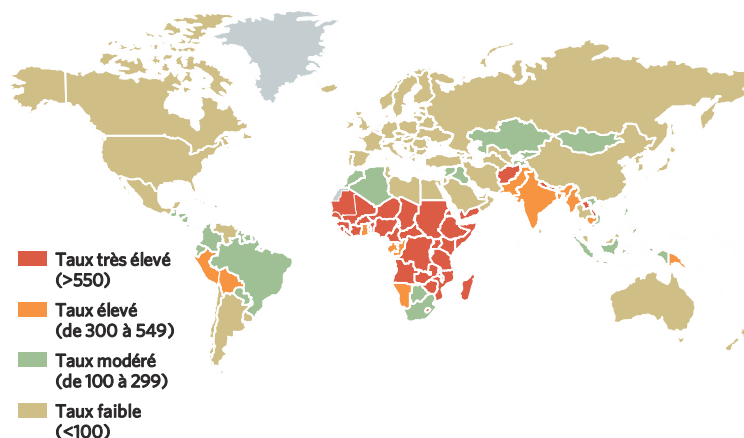 Taux très élevé
(>550)
Taux élevé
(de 300 à 549)
Taux modéré
(de 100 à 299)
Taux faible
(<100)